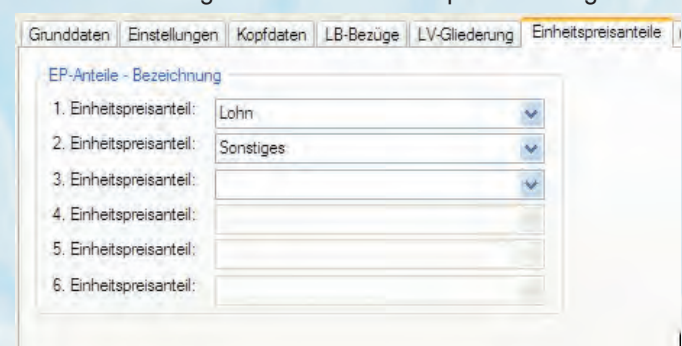 Grunddaten Einstellungen Kopfdaten LB-Bezüge LV-Gliederung Einheitspreisanteile
EP-Anteile - Bezeichnung
1. Einheitspreisanteil: Lohn
2. Einheitspreisanteil: Sonstiges
3. Einheitspreisanteil:
4. Einheitspreisanteil:
5. Einheitspreisanteil:
6. Einheitspreisanteil: